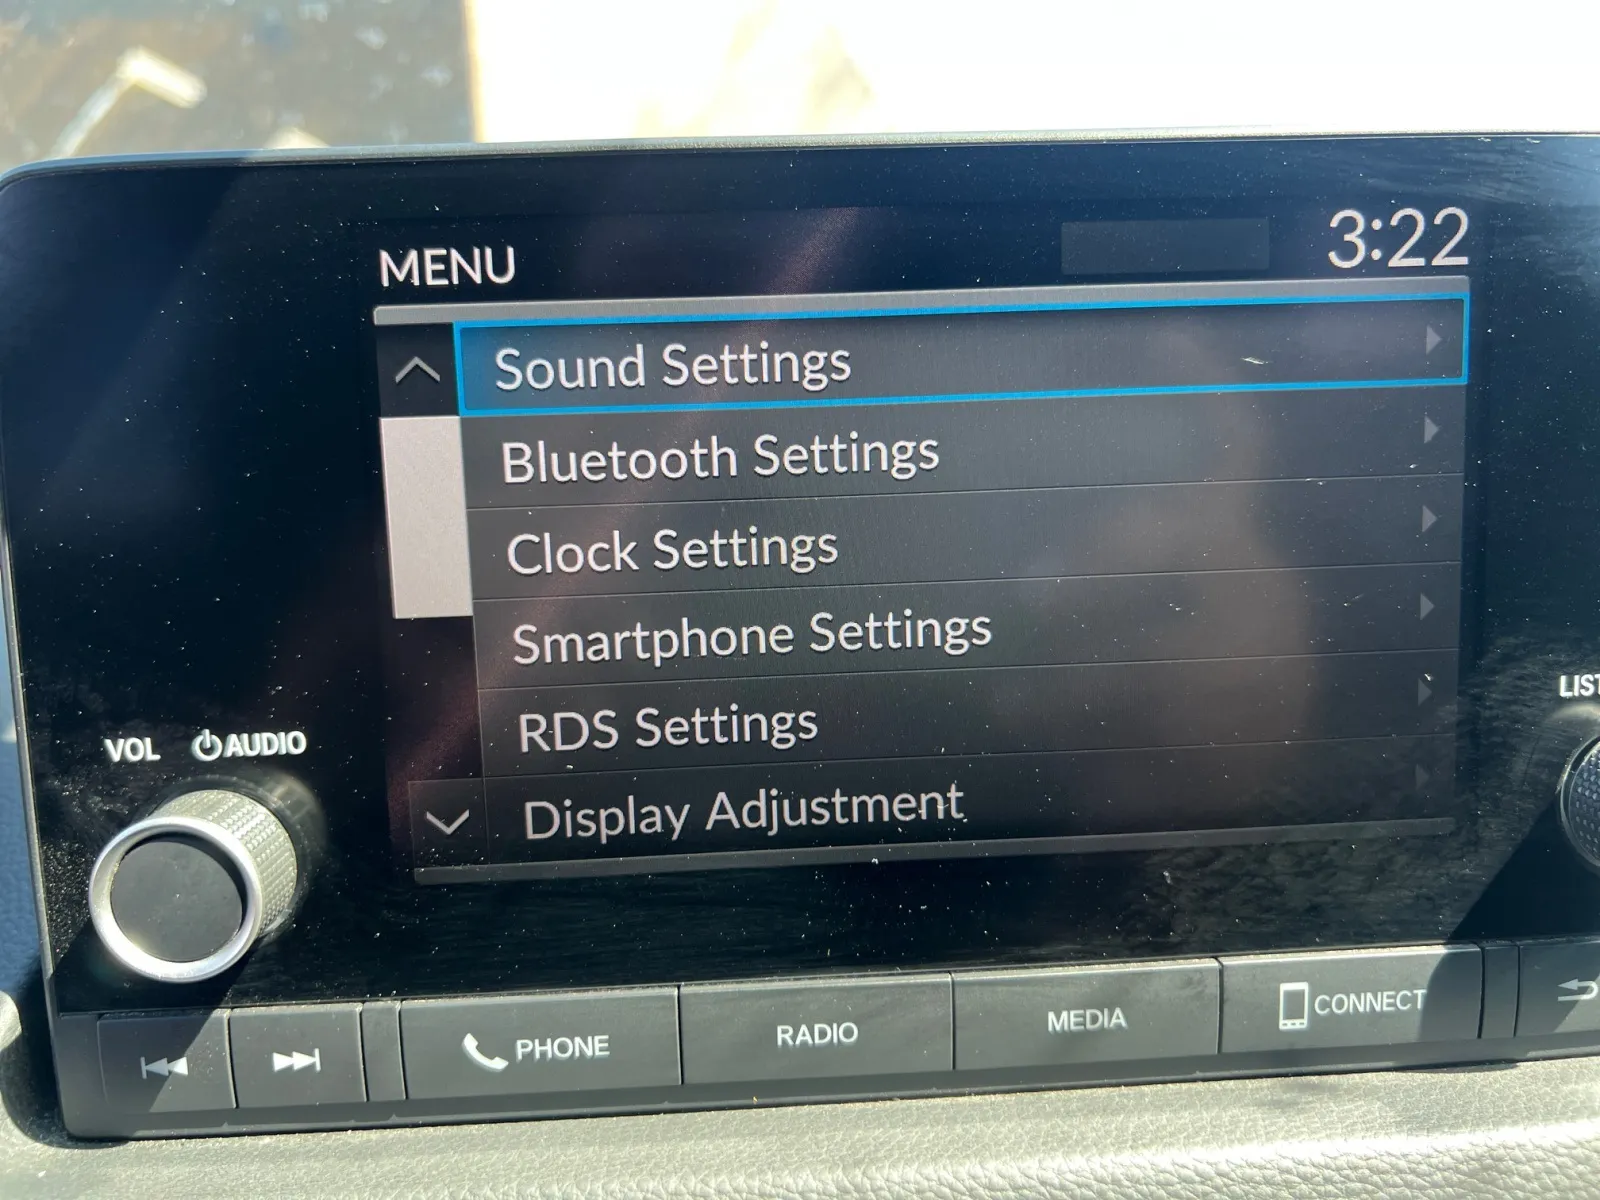 MENU
3:22
Sound Settings
Bluetooth Settings
Clock Settings
Smartphone Settings
RDS Settings
Display Adjustment
VOL AUDIO
LIST
PHONE
RADIO
MEDIA
CONNECT